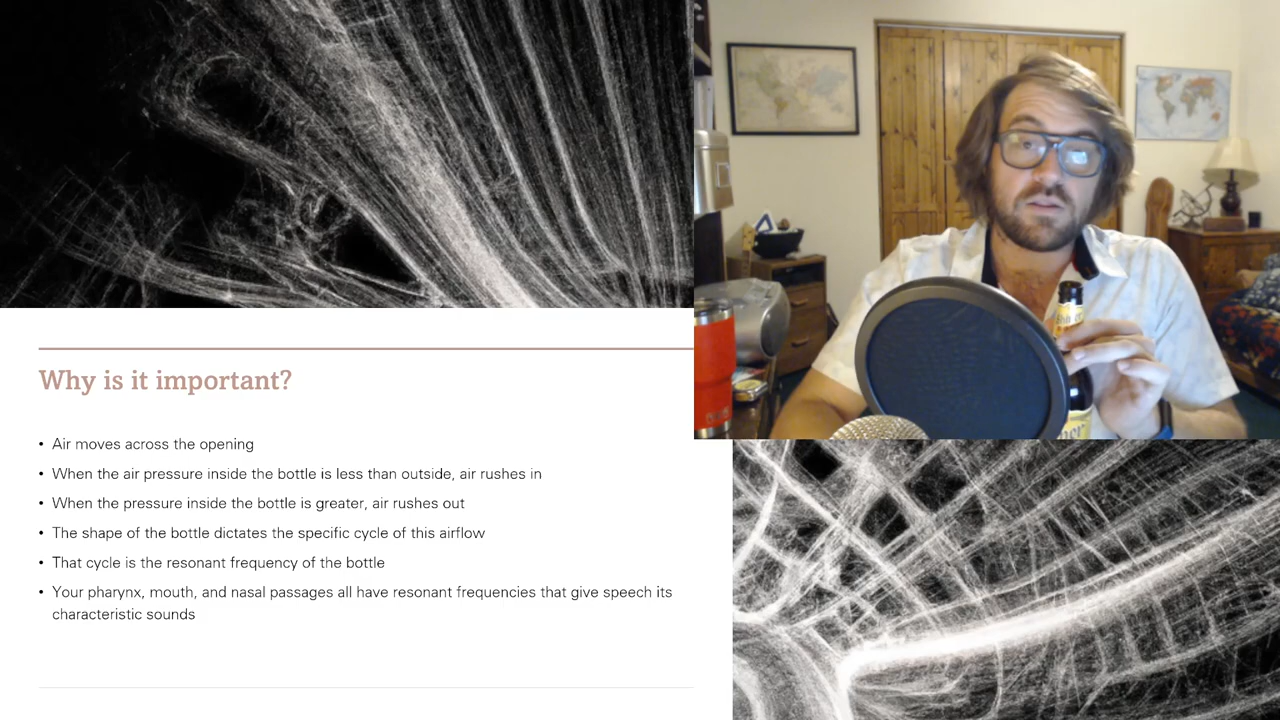 Why is it important?
• Air moves across the opening
• When the air pressure inside the bottle is less than outside, air rushes in
• When the pressure inside the bottle is greater, air rushes out
• The shape of the bottle dictates the specific cycle of this airflow
• That cycle is the resonant frequency of the bottle
• Your pharynx, mouth, and nasal passages all have resonant frequencies that give speech its
characteristic sounds